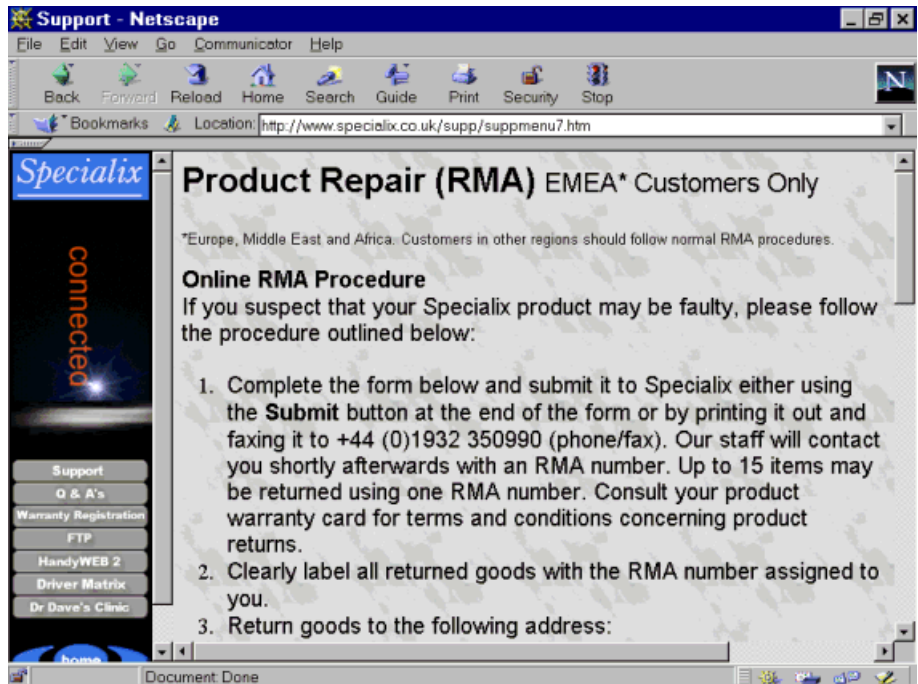 Support - Netscape
File Edit View Go Communicator Help
Back Forward Reload Home Search Guide Print Security Stop
N
Bookmarks Location: http://www.specialix.co.uk/supp/suppmenu7.htm
Specialix
connected
Support
Q & A's
Warranty Registration
FTP
HandyWEB 2
Driver Matrix
Dr Dave's Clinic
home
Product Repair (RMA) EMEA* Customers Only
*Europe, Middle East and Africa. Customers in other regions should follow normal RMA procedures.
Online RMA Procedure
If you suspect that your Specialix product may be faulty, please follow
the procedure outlined below:
1. Complete the form below and submit it to Specialix either using
the Submit button at the end of the form or by printing it out and
faxing it to +44 (0)1932 350990 (phone/fax). Our staff will contact
you shortly afterwards with an RMA number. Up to 15 items may
be returned using one RMA number. Consult your product
warranty card for terms and conditions concerning product
returns.
2. Clearly label all returned goods with the RMA number assigned to
you.
3. Return goods to the following address:
Document: Done